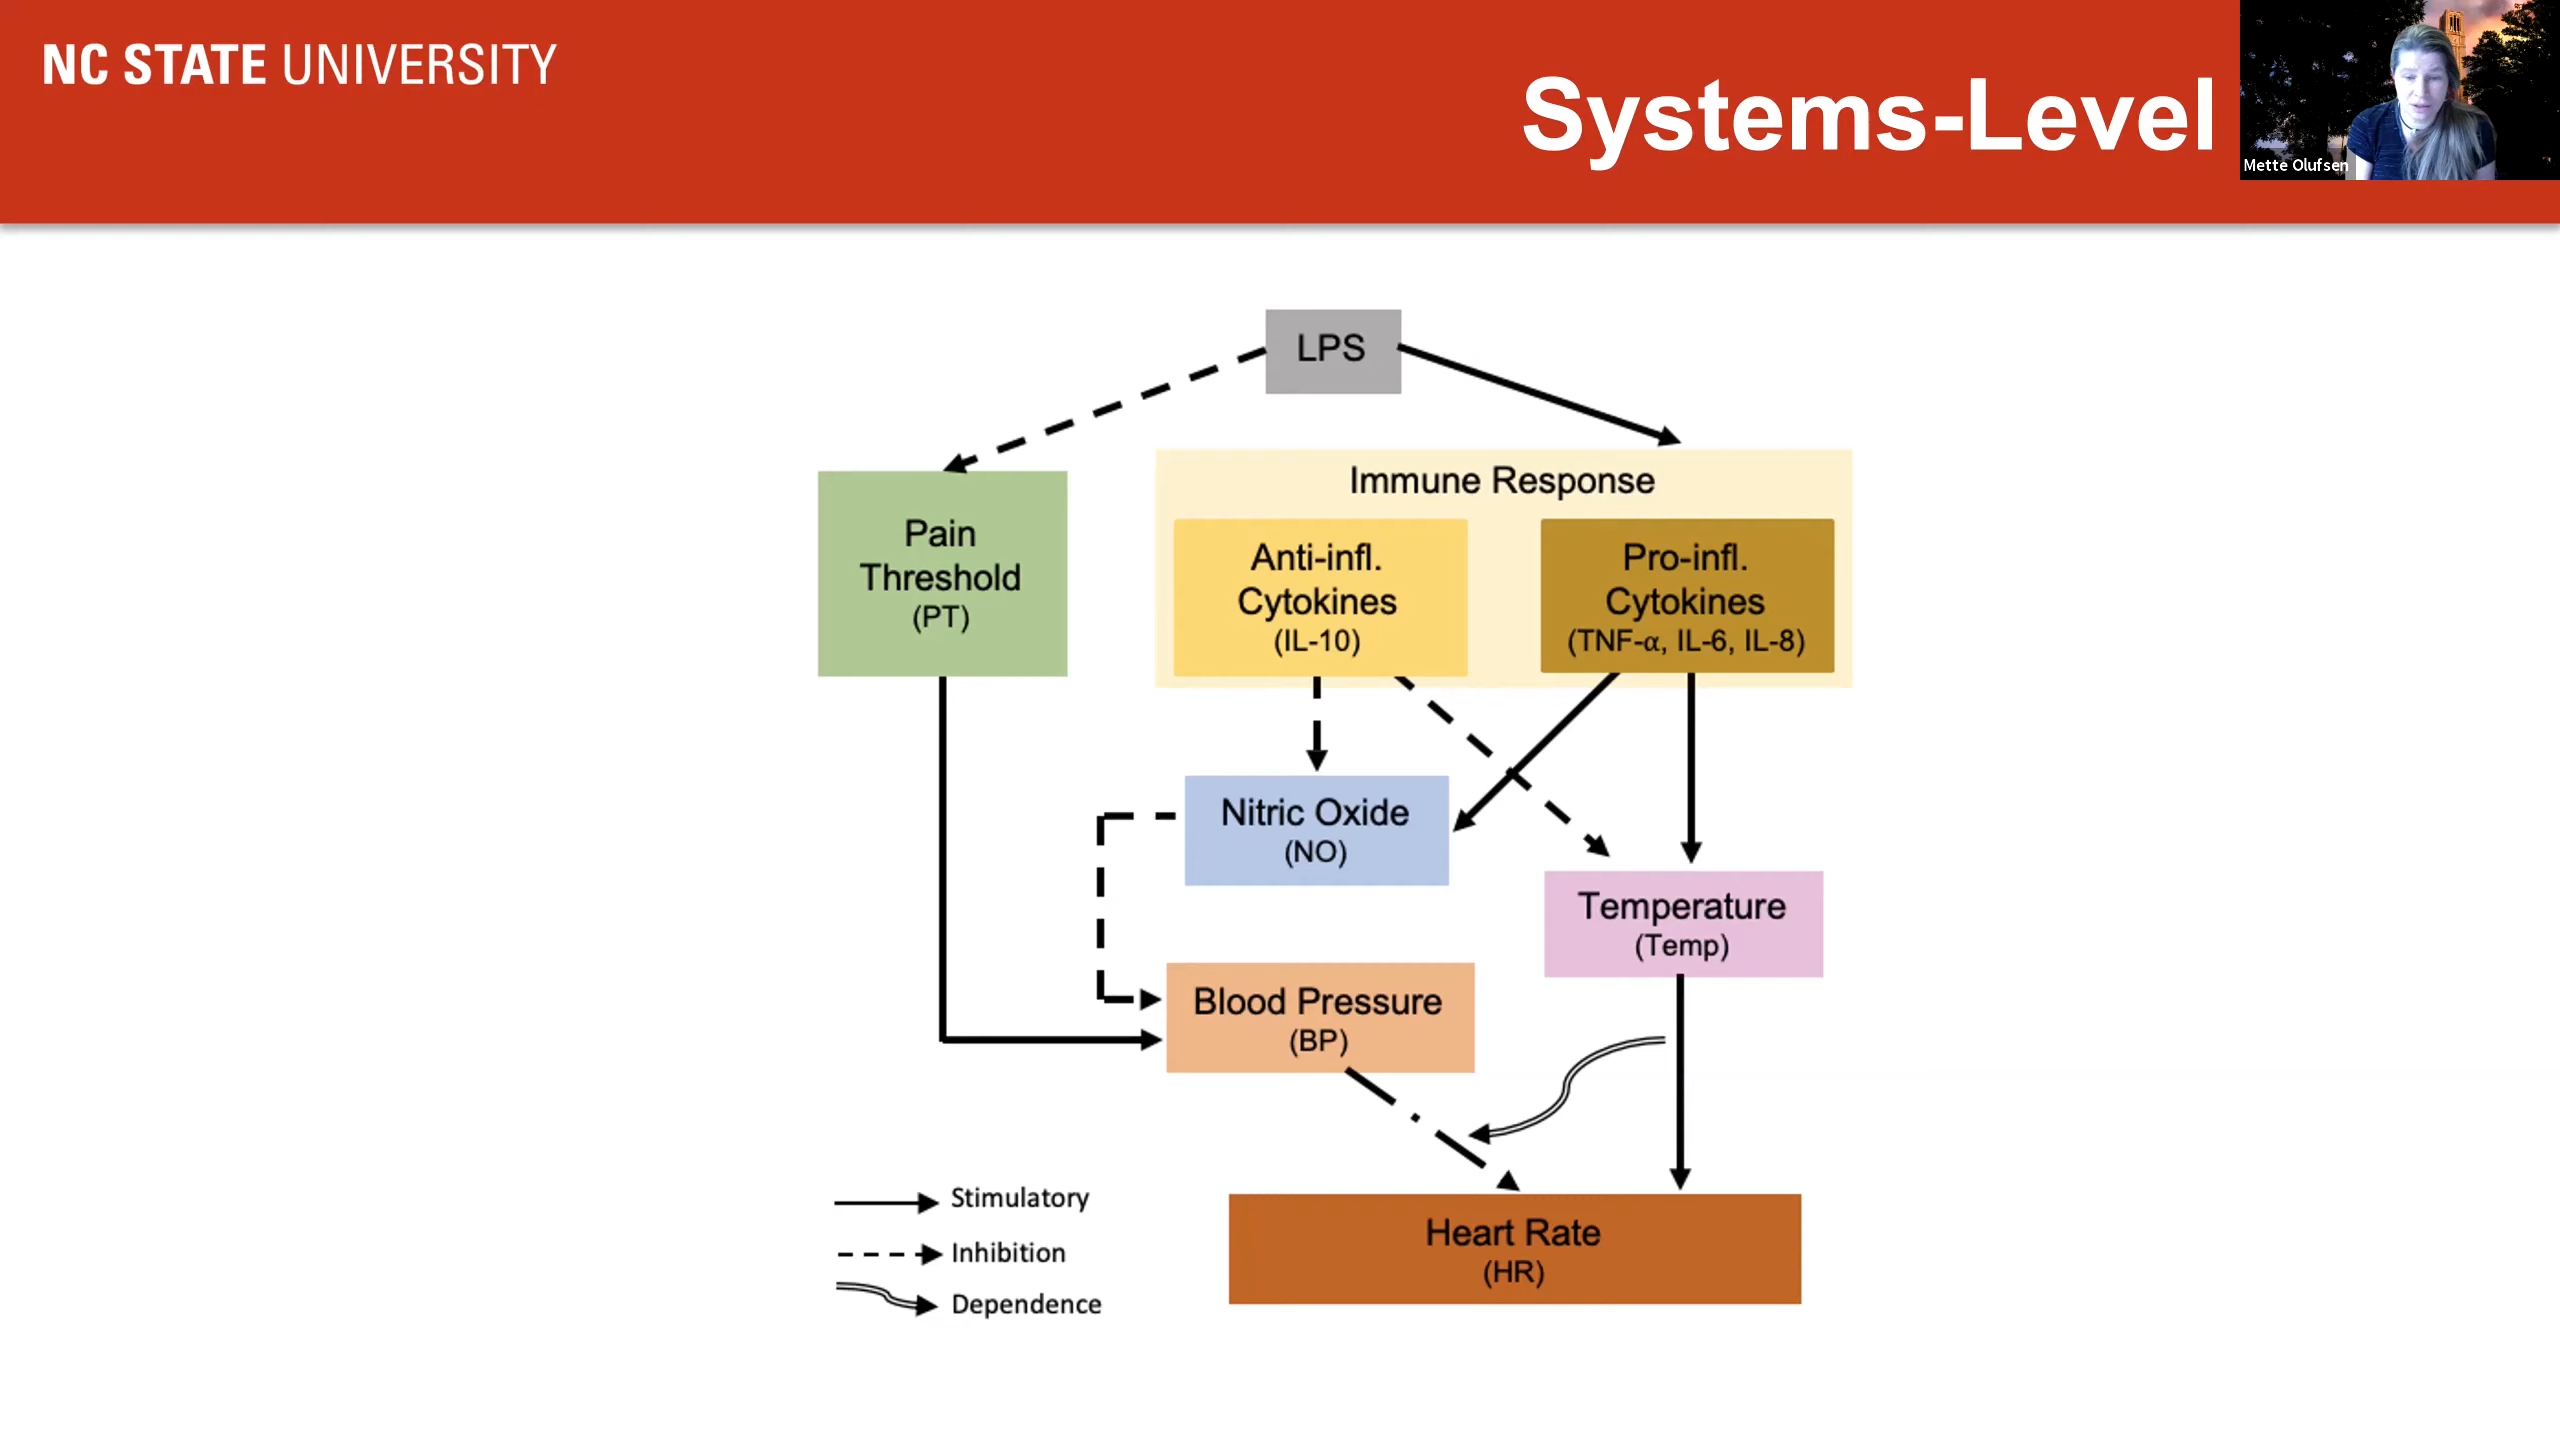 NC STATE UNIVERSITY
Systems-Level
Mette Olufsen
LPS
Immune Response
Pain
Threshold
(PT)
Anti-infl.
Cytokines
(IL-10)
Pro-infl.
Cytokines
(TNF-α, IL-6, IL-8)
Nitric Oxide
(NO)
Temperature
(Temp)
Blood Pressure
(BP)
Heart Rate
(HR)
Stimulatory
Inhibition
Dependence